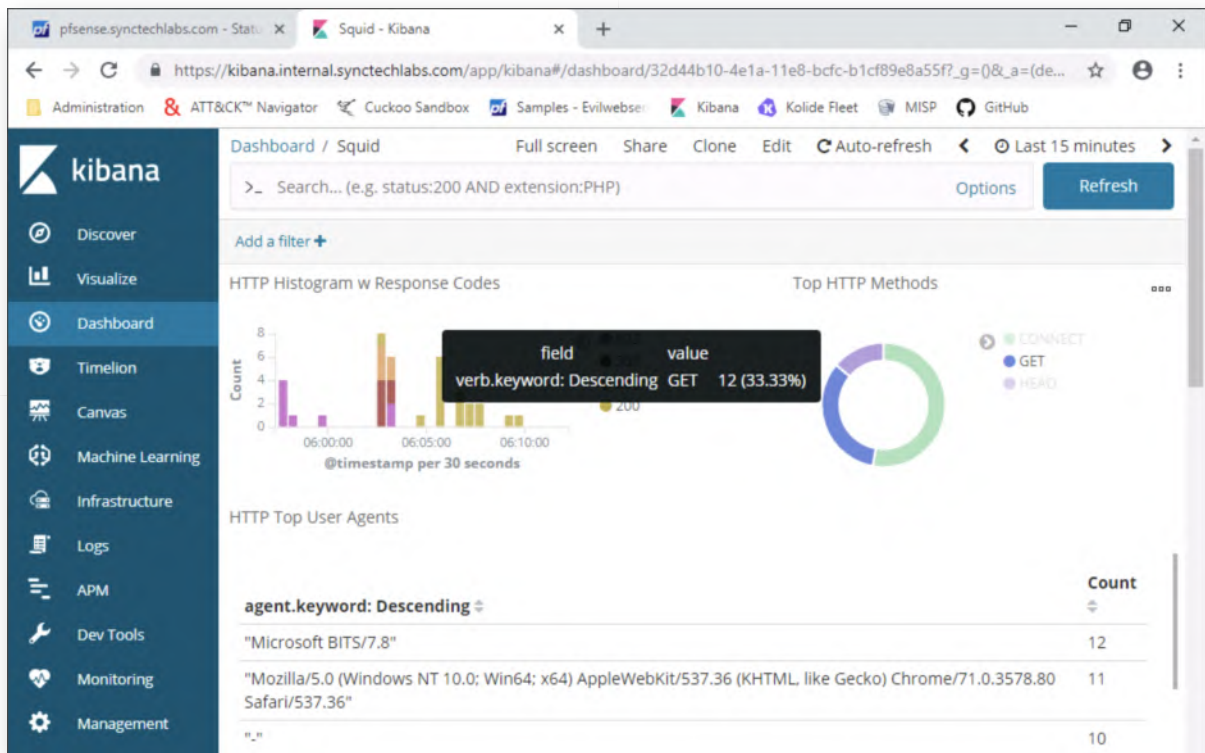 pfsense.synctechlabs.com - Statu
Squid - Kibana
https://kibana.internal.synctechlabs.com/app/kibana#/dashboard/32d44b10-4e1a-11e8-bcfc-b1cf89e8a55f?_g=()&_a=(de...
Administration & ATT&CK™ Navigator Cuckoo Sandbox pf Samples - Evilwebser Kibana Kolide Fleet MISP GitHub
kibana
Discover
Visualize
Dashboard
Timelion
Canvas
Machine Learning
Infrastructure
Logs
APM
Dev Tools
Monitoring
Management
Dashboard / Squid Full screen Share Clone Edit Auto-refresh Last 15 minutes
>_ Search... (e.g. status:200 AND extension:PHP) Options Refresh
Add a filter +
HTTP Histogram w Response Codes
8
6
4
2
0
Count
06:00:00 06:05:00 06:10:00
@timestamp per 30 seconds
200
field value
verb.keyword: Descending GET 12 (33.33%)
Top HTTP Methods
CONNECT
GET
HEAD
HTTP Top User Agents
agent.keyword: Descending Count
"Microsoft BITS/7.8" 12
"Mozilla/5.0 (Windows NT 10.0; Win64; x64) AppleWebKit/537.36 (KHTML, like Gecko) Chrome/71.0.3578.80 11
Safari/537.36"
"-" 10